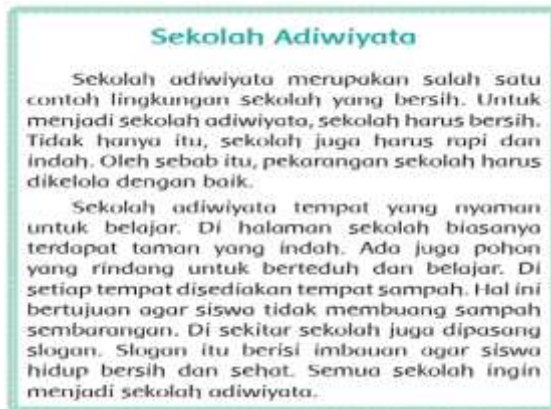 Sekolah Adiwiyata
Sekolah adiwiyata merupakan salah satu
contoh lingkungan sekolah yang bersih. Untuk
menjadi sekolah adiwiyata, sekolah harus bersih.
Tidak hanya itu, sekolah juga harus rapi dan
indah. Oleh sebab itu, pekarangan sekolah harus
dikelola dengan baik.
Sekolah adiwiyata tempat yang nyaman
untuk belajar. Di halaman sekolah biasanya
terdapat taman yang indah. Ada juga pohon
yang rindang untuk berteduh dan belajar. Di
setiap tempat disediakan tempat sampah. Hal ini
bertujuan agar siswa tidak membuang sampah
sembarangan. Di sekitar sekolah juga dipasang
slogan. Slogan itu berisi imbauan agar siswa
hidup bersih dan sehat. Semua sekolah ingin
menjadi sekolah adiwiyata.